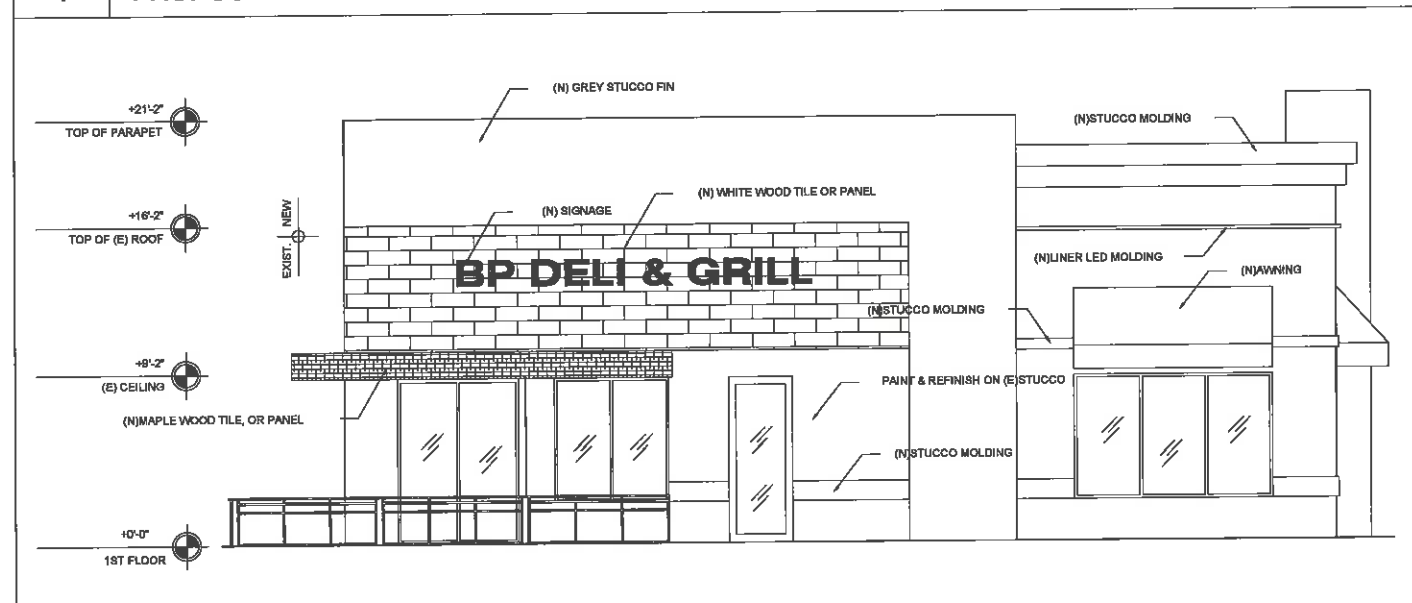 (N) GREY STUCCO FIN
+21'-2"
TOP OF PARAPET
(N)STUCCO MOLDING
(N) WHITE WOOD TILE OR PANEL
(N) SIGNAGE
+16'-2"
TOP OF (E) ROOF
EXIST. NEW
BP DELI & GRILL
(N)LINER LED MOLDING
(N)AWNING
(N)STUCCO MOLDING
+9'-2"
(E) CEILING
PAINT & REFINISH ON (E)STUCCO
(N)MAPLE WOOD TILE, OR PANEL
(N)STUCCO MOLDING
+0'-0"
1ST FLOOR